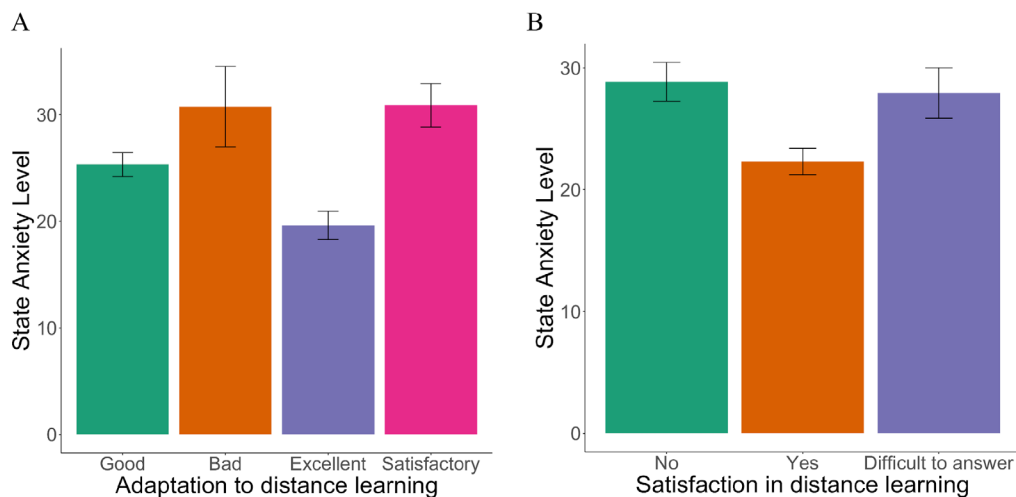 A
State Anxiety Level
30
20
10
0
Good Bad Excellent Satisfactory
Adaptation to distance learning
B
State Anxiety Level
30
20
10
0
No Yes Difficult to answer
Satisfaction in distance learning